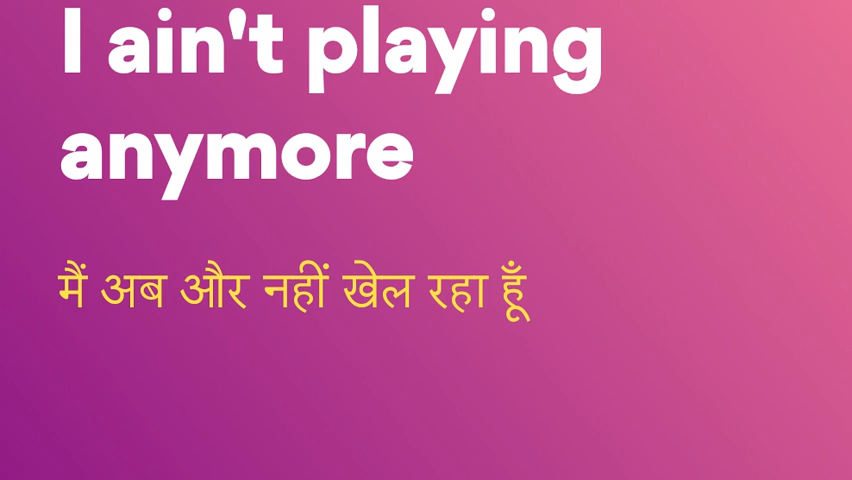 I ain't playing
anymore
मैं अब और नहीं खेल रहा हूँ